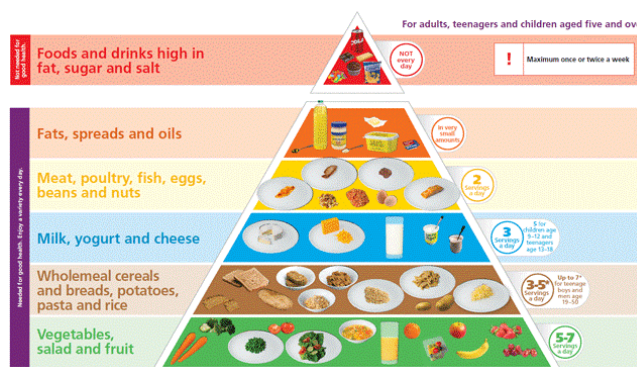 For adults, teenagers and children aged five and ove
Not needed for
good health.
Foods and drinks high in
fat, sugar and salt
NOT
every
day
!
Maximum once or twice a week
Needed for good health. Enjoy a variety every day.
Fats, spreads and oils
In very
small
amounts
Meat, poultry, fish, eggs,
beans and nuts
2
Servings
a day
Milk, yogurt and cheese
3
Servings
a day
5 for
children age
9–12 and
teenagers
age 13–18
Wholemeal cereals
and breads, potatoes,
pasta and rice
3-5*
Servings
a day
Up to 7*
for teenage
boys and
men age
19–50
Vegetables,
salad and fruit
5-7
Servings
a day